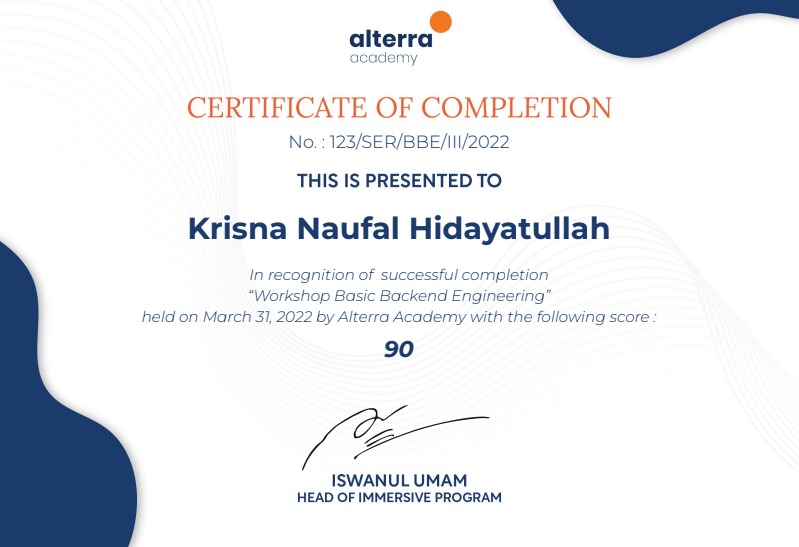 alterra
academy
CERTIFICATE OF COMPLETION
No. : 123/SER/BBE/III/2022
THIS IS PRESENTED TO
Krisna Naufal Hidayatullah
In recognition of successful completion
“Workshop Basic Backend Engineering”
held on March 31, 2022 by Alterra Academy with the following score :
90
ISWANUL UMAM
HEAD OF IMMERSIVE PROGRAM